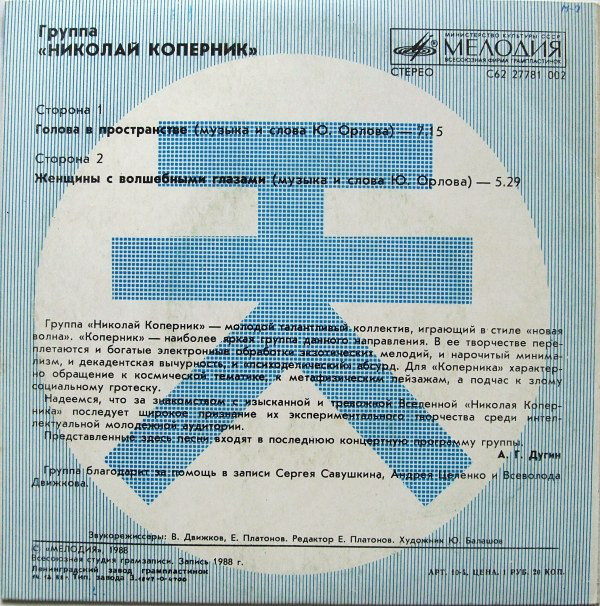 м-7
Группа
«НИКОЛАЙ КОПЕРНИК»
МИНИСТЕРСТВО КУЛЬТУРЫ СССР
МЕЛОДИЯ
ВСЕСОЮЗНАЯ ФИРМА ГРАМПЛАСТИНОК
СТЕРЕО С62 27781 002
Сторона 1
Голова в пространстве (музыка и слова Ю. Орлова) — 7.15
Сторона 2
Женщины с волшебными глазами (музыка и слова Ю. Орлова) — 5.29
Группа «Николай Коперник» — молодой талантливый коллектив, играющий в стиле «новая
волна». «Коперник» — наиболее яркая группа данного направления. В ее творчестве пере-
плетаются и богатые электронные обработки экзотических мелодий, и нарочитый минима-
лизм, и декадентская вычурность, и «психоделический» абсурд. Для «Коперника» характер-
но обращение к космической тематике, к метафизическим пейзажам, а подчас к злому
социальному гротеску.
Надеемся, что за знакомством с изысканной и тревожной Вселенной «Николая Копер-
ника» последует широкое признание их экспериментального творчества среди интел-
лектуальной молодежной аудитории.
Представленные здесь песни входят в последнюю концертную программу группы.
А. Г. Дугин
Группа благодарит за помощь в записи Сергея Савушкина, Андрея Целенко и Всеволода
Движкова.
Звукорежиссеры: В. Движков, Е. Платонов. Редактор Е. Платонов. Художник Ю. Балашов
© «МЕЛОДИЯ», 1988
Всесоюзная студия грамзаписи. Запись 1988 г.
Ленинградский завод грампластинок
Тип. завода АРТ. 10-5, ЦЕНА, 1 РУБ. 20 КОП.